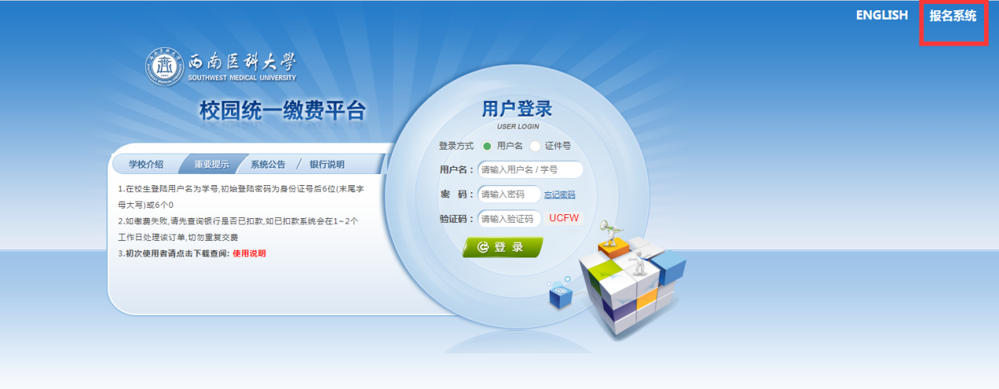 ENGLISH 报名系统
西南医科大学
SOUTHWEST MEDICAL UNIVERSITY
校园统一缴费平台
学校介绍 重要提示 系统公告 / 银行说明
1.在校生登陆用户名为学号,初始登陆密码为身份证号后6位(末尾字
母大写)或6个0
2.如缴费失败,请先查询银行是否已扣款,如已扣款系统会在1~2个
工作日处理该订单,切勿重复交费
3.初次使用者请点击下载查阅: 使用说明
用户登录
USER LOGIN
登录方式 用户名 证件号
用户名： 请输入用户名 / 学号
密 码： 请输入密码 忘记密码
验证码： 请输入验证码 UCFW
登 录